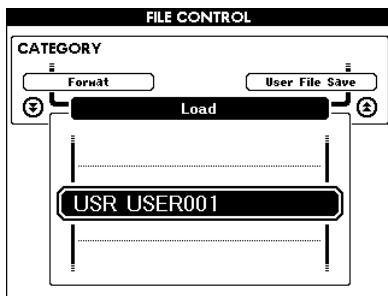 FILE CONTROL
CATEGORY
Format
User File Save
Load
USR USER001